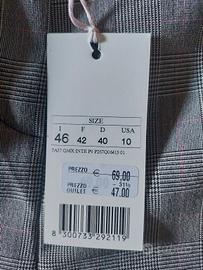 SIZE
I F D USA
46 42 40 10
PREZZO € 69.00
PREZZO
OUTLET € 47.00
8 300733 292119